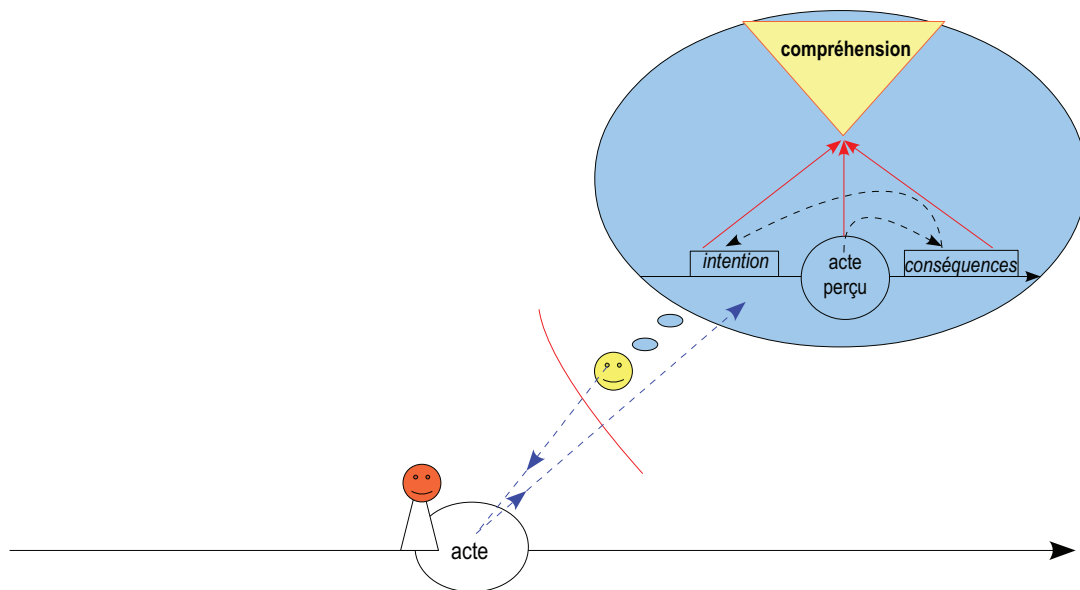 compréhension
intention
acte
perçu
conséquences
acte